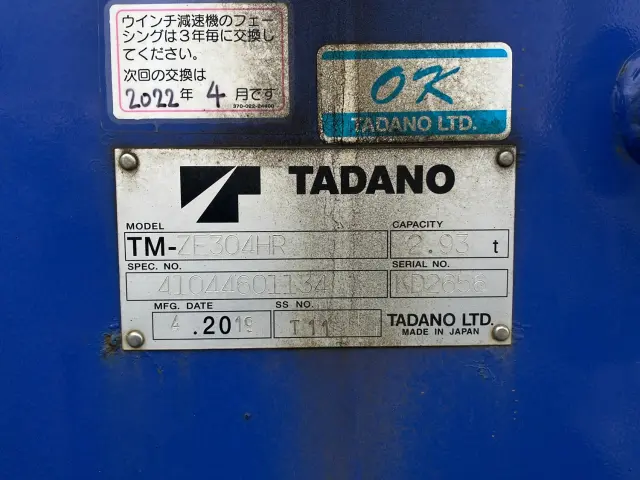 ウインチ減速機のフェー
シングは3年毎に交換し
てください。
次回の交換は
2022年 4月です
OK
TADANO LTD.
TADANO
MODEL CAPACITY
TM-ZE304HR 2.93 t
SPEC. NO. SERIAL NO.
41044601134
MFG. DATE SS NO.
4 .2019 T11 TADANO LTD.
MADE IN JAPAN